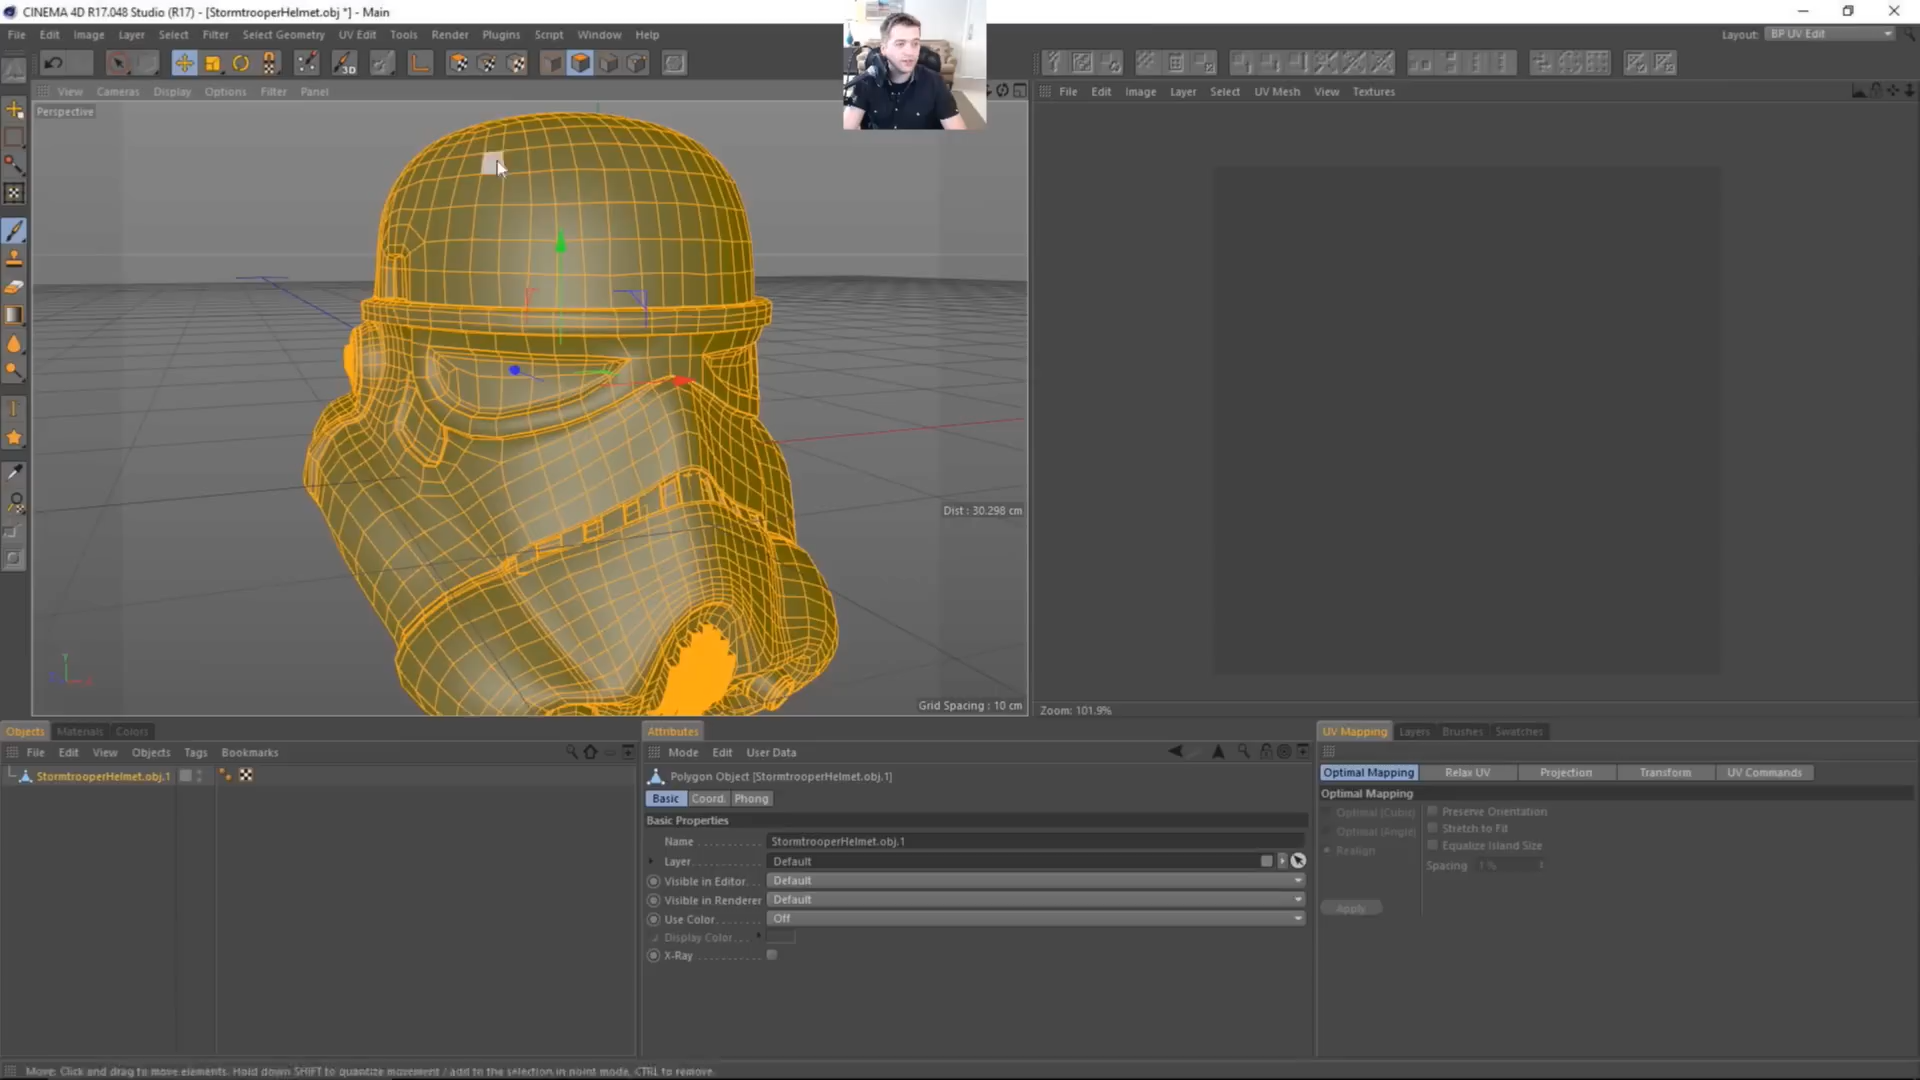 CINEMA 4D R17.048 Studio (R17) - [StormtrooperHelmet.obj *] - Main
File Edit Image Layer Select Filter Select Geometry UV Edit Tools Render Plugins Script Window Help
Layout: BP UV Edit
View Cameras Display Options Filter Panel
File Edit Image Layer Select UV Mesh View Textures
Perspective
Dist : 30.298 cm
Grid Spacing : 10 cm
Zoom: 101.9%
Objects Materials Colors
File Edit View Objects Tags Bookmarks
StormtrooperHelmet.obj.1
Attributes
Mode Edit User Data
Polygon Object [StormtrooperHelmet.obj.1]
Basic Coord. Phong
Basic Properties
Name StormtrooperHelmet.obj.1
Layer Default
Visible in Editor Default
Visible in Renderer Default
Use Color Off
Display Color
X-Ray
UV Mapping Layers Brushes Swatches
Optimal Mapping Relax UV Projection Transform UV Commands
Optimal Mapping
Optimal (Cubic) Preserve Orientation
Optimal (Angle) Stretch to Fit
Realign Equalize Island Size
Spacing 1 %
Apply
Move: Click and drag to move elements. Hold down SHIFT to quantize movement / add to the selection in point mode, CTRL to remove.